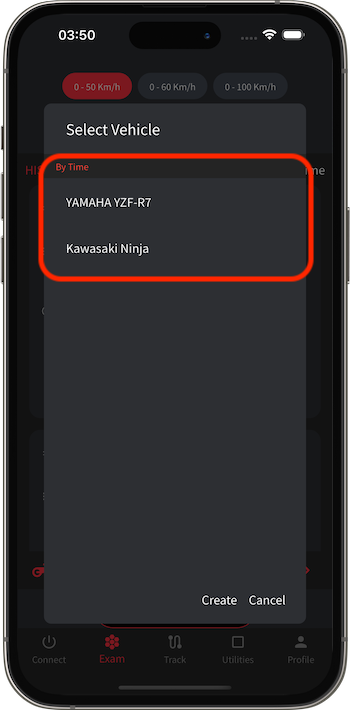 03:50
0 - 50 Km/h
0 - 60 Km/h
0 - 100 Km/h
Select Vehicle
By Time
YAMAHA YZF-R7
Kawasaki Ninja
Create
Cancel
Connect
Exam
Track
Utilities
Profile